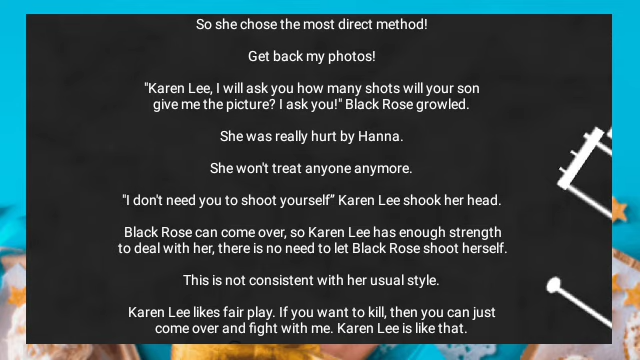 So she chose the most direct method!
Get back my photos!
"Karen Lee, I will ask you how many shots will your son
give me the picture? I ask you!" Black Rose growled.
She was really hurt by Hanna.
She won't treat anyone anymore.
"I don't need you to shoot yourself” Karen Lee shook her head.
Black Rose can come over, so Karen Lee has enough strength
to deal with her, there is no need to let Black Rose shoot herself.
This is not consistent with her usual style.
Karen Lee likes fair play. If you want to kill, then you can just
come over and fight with me. Karen Lee is like that.